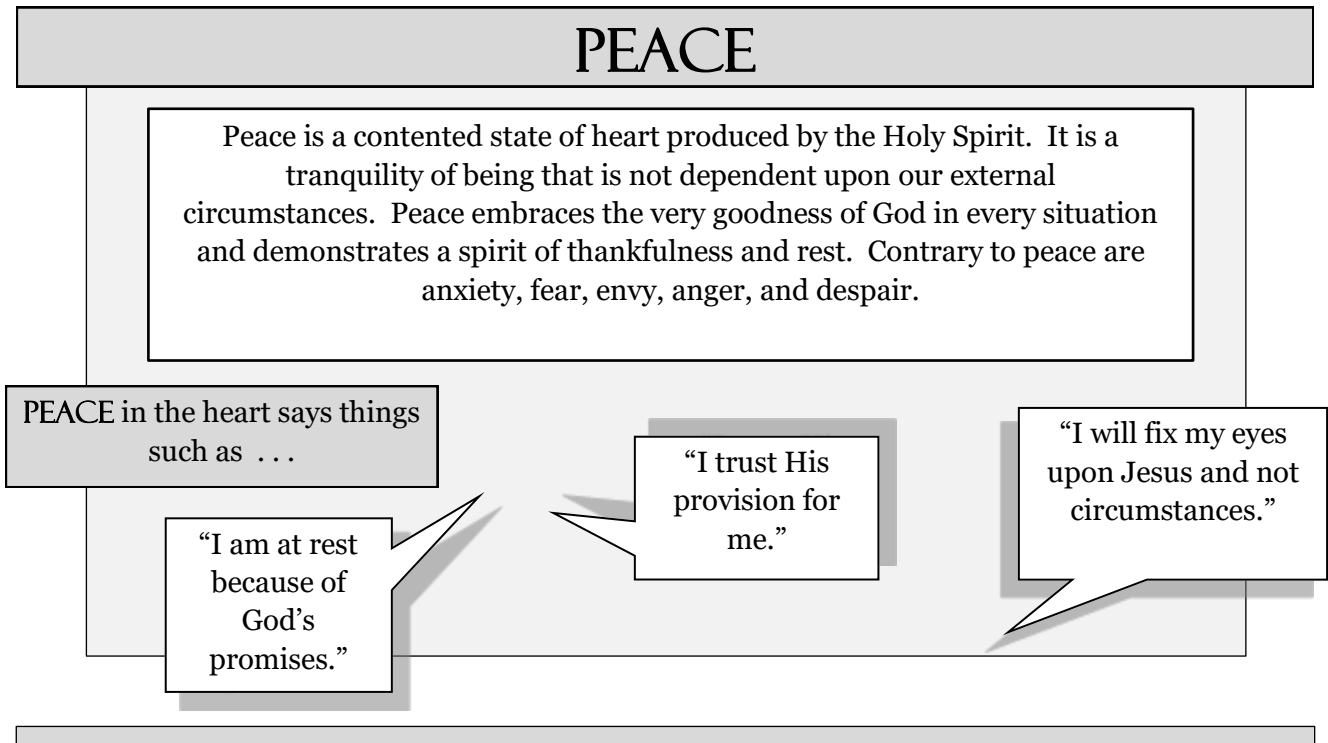 PEACE
Peace is a contented state of heart produced by the Holy Spirit.  It is a
tranquility of being that is not dependent upon our external
circumstances.  Peace embraces the very goodness of God in every situation
and demonstrates a spirit of thankfulness and rest.  Contrary to peace are
anxiety, fear, envy, anger, and despair.
PEACE in the heart says things
such as  . . .
“I am at rest
because of
God’s
promises.”
“I trust His
provision for
me.”
“I will fix my eyes
upon Jesus and not
circumstances.”